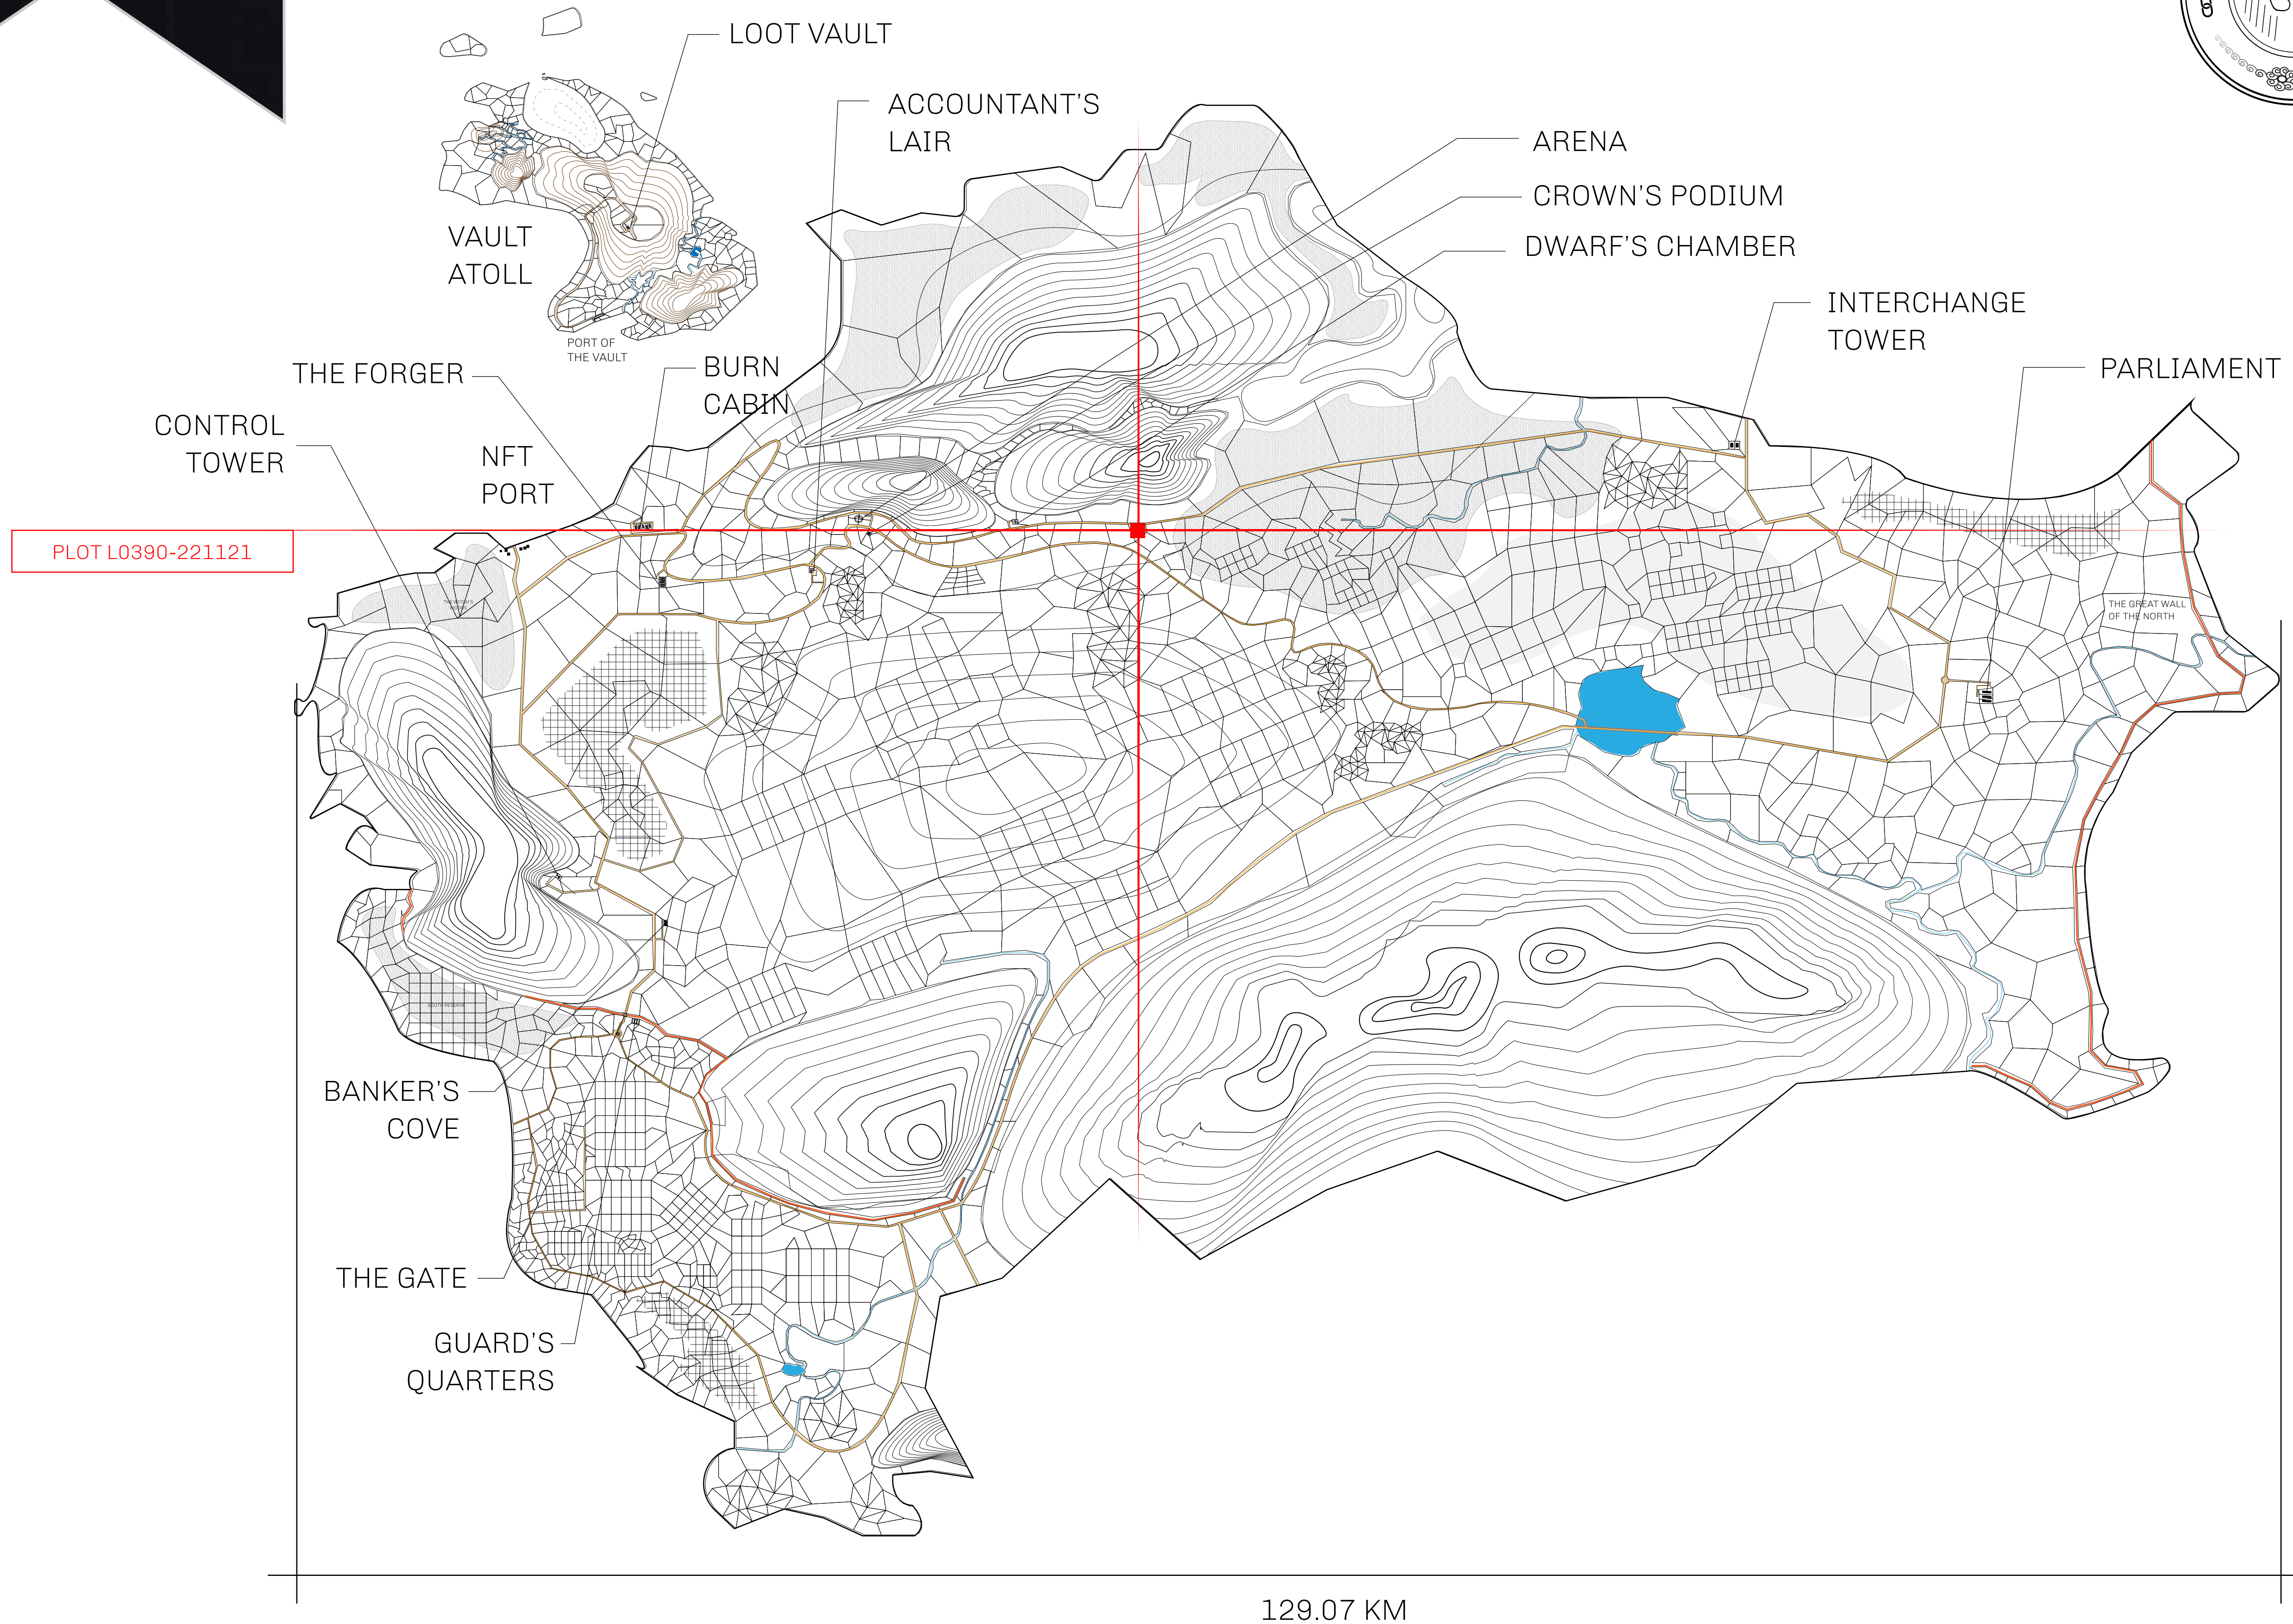 LOOT VAULT
ACCOUNTANT'S
LAIR
ARENA
CROWN'S PODIUM
DWARF'S CHAMBER
VAULT
ATOLL
INTERCHANGE
TOWER
PORT OF
THE VAULT
THE FORGER
BURN
CABIN
PARLIAMENT
CONTROL
TOWER
NFT
PORT
PLOT L0390-221121
THE GREAT WALL
OF THE NORTH
BANKER'S
COVE
THE GATE
GUARD'S
QUARTERS
129.07 KM